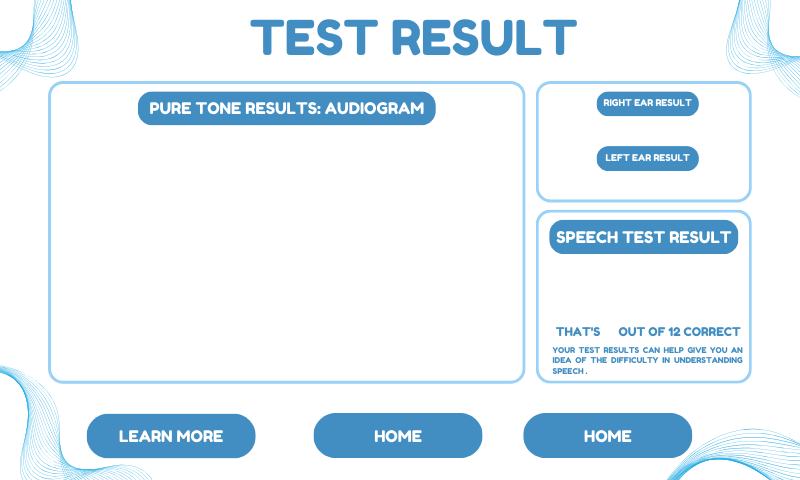 TEST RESULT
PURE TONE RESULTS: AUDIOGRAM
RIGHT EAR RESULT
LEFT EAR RESULT
SPEECH TEST RESULT
THAT'S OUT OF 12 CORRECT
YOUR TEST RESULTS CAN HELP GIVE YOU AN
IDEA OF THE DIFFICULTY IN UNDERSTANDING
SPEECH .
LEARN MORE
HOME
HOME